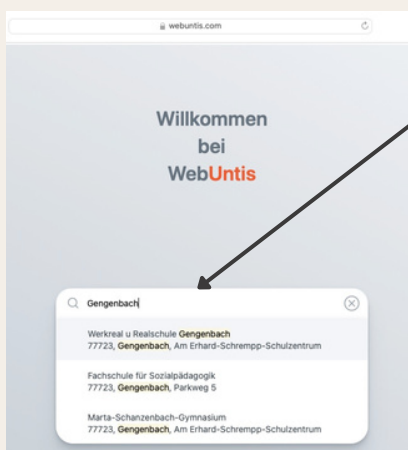 webuntis.com
Willkommen
bei
WebUntis
Gengenbach
Werkreal u Realschule Gengenbach
77723, Gengenbach, Am Erhard-Schrempp-Schulzentrum
Fachschule für Sozialpädagogik
77723, Gengenbach, Parkweg 5
Marta-Schanzenbach-Gymnasium
77723, Gengenbach, Am Erhard-Schrempp-Schulzentrum